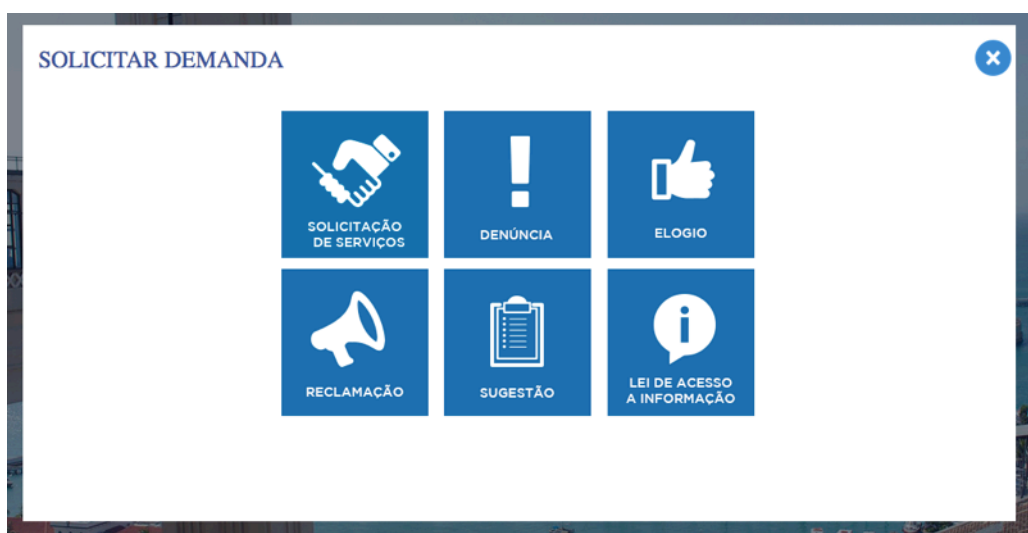 SOLICITAR DEMANDA
SOLICITAÇÃO
DE SERVIÇOS
DENÚNCIA
ELOGIO
RECLAMAÇÃO
SUGESTÃO
LEI DE ACESSO
A INFORMAÇÃO